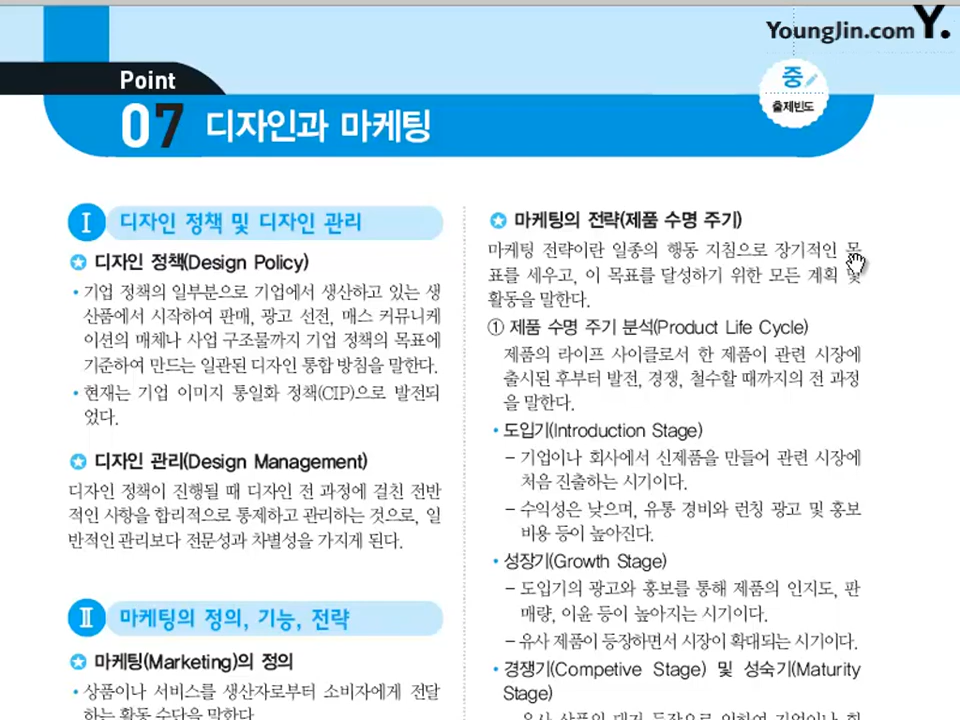 YoungJin.com Y.
Point
07 디자인과 마케팅
중
출제빈도
Ⅰ 디자인 정책 및 디자인 관리
디자인 정책(Design Policy)
• 기업 정책의 일부분으로 기업에서 생산하고 있는 생
산품에서 시작하여 판매, 광고 선전, 매스 커뮤니케
이션의 매체나 사업 구조물까지 기업 정책의 목표에
기준하여 만드는 일관된 디자인 통합 방침을 말한다.
• 현재는 기업 이미지 통일화 정책(CIP)으로 발전되
었다.
디자인 관리(Design Management)
디자인 정책이 진행될 때 디자인 전 과정에 걸친 전반
적인 사항을 합리적으로 통제하고 관리하는 것으로, 일
반적인 관리보다 전문성과 차별성을 가지게 된다.
Ⅱ 마케팅의 정의, 기능, 전략
마케팅(Marketing)의 정의
• 상품이나 서비스를 생산자로부터 소비자에게 전달
하는 활동 수단을 말한다
마케팅의 전략(제품 수명 주기)
마케팅 전략이란 일종의 행동 지침으로 장기적인 목
표를 세우고, 이 목표를 달성하기 위한 모든 계획 및
활동을 말한다.
① 제품 수명 주기 분석(Product Life Cycle)
제품의 라이프 사이클로서 한 제품이 관련 시장에
출시된 후부터 발전, 경쟁, 철수할 때까지의 전 과정
을 말한다.
• 도입기(Introduction Stage)
– 기업이나 회사에서 신제품을 만들어 관련 시장에
처음 진출하는 시기이다.
– 수익성은 낮으며, 유통 경비와 런칭 광고 및 홍보
비용 등이 높아진다.
• 성장기(Growth Stage)
– 도입기의 광고와 홍보를 통해 제품의 인지도, 판
매량, 이윤 등이 높아지는 시기이다.
– 유사 제품이 등장하면서 시장이 확대되는 시기이다.
• 경쟁기(Competive Stage) 및 성숙기(Maturity
Stage)